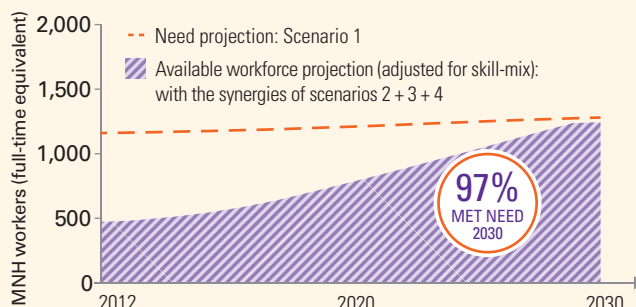 MNH workers (full-time equivalent)
2,000
1,500
1,000
500
0
Need projection: Scenario 1
Available workforce projection (adjusted for skill-mix):
with the synergies of scenarios 2 + 3 + 4
97%
MET NEED
2030
2012
2020
2030